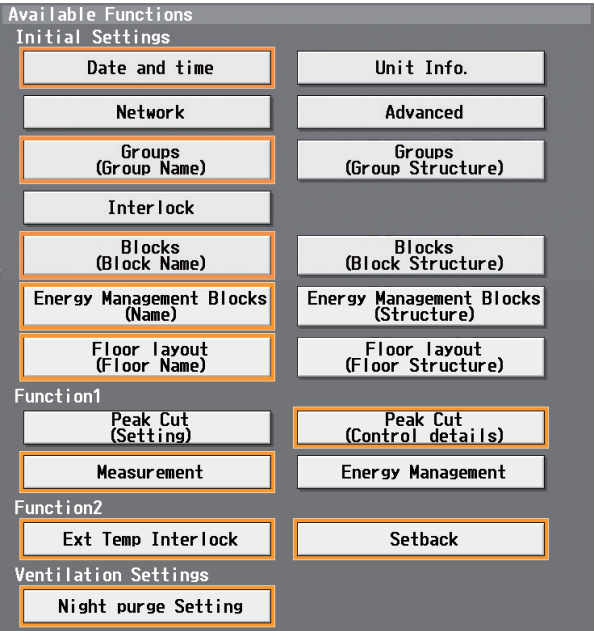 Available Functions
Initial Settings
Date and time
Unit Info.
Network
Advanced
Groups
(Group Name)
Groups
(Group Structure)
Interlock
Blocks
(Block Name)
Blocks
(Block Structure)
Energy Management Blocks
(Name)
Energy Management Blocks
(Structure)
Floor layout
(Floor Name)
Floor layout
(Floor Structure)
Function1
Peak Cut
(Setting)
Peak Cut
(Control details)
Measurement
Energy Management
Function2
Ext Temp Interlock
Setback
Ventilation Settings
Night purge Setting